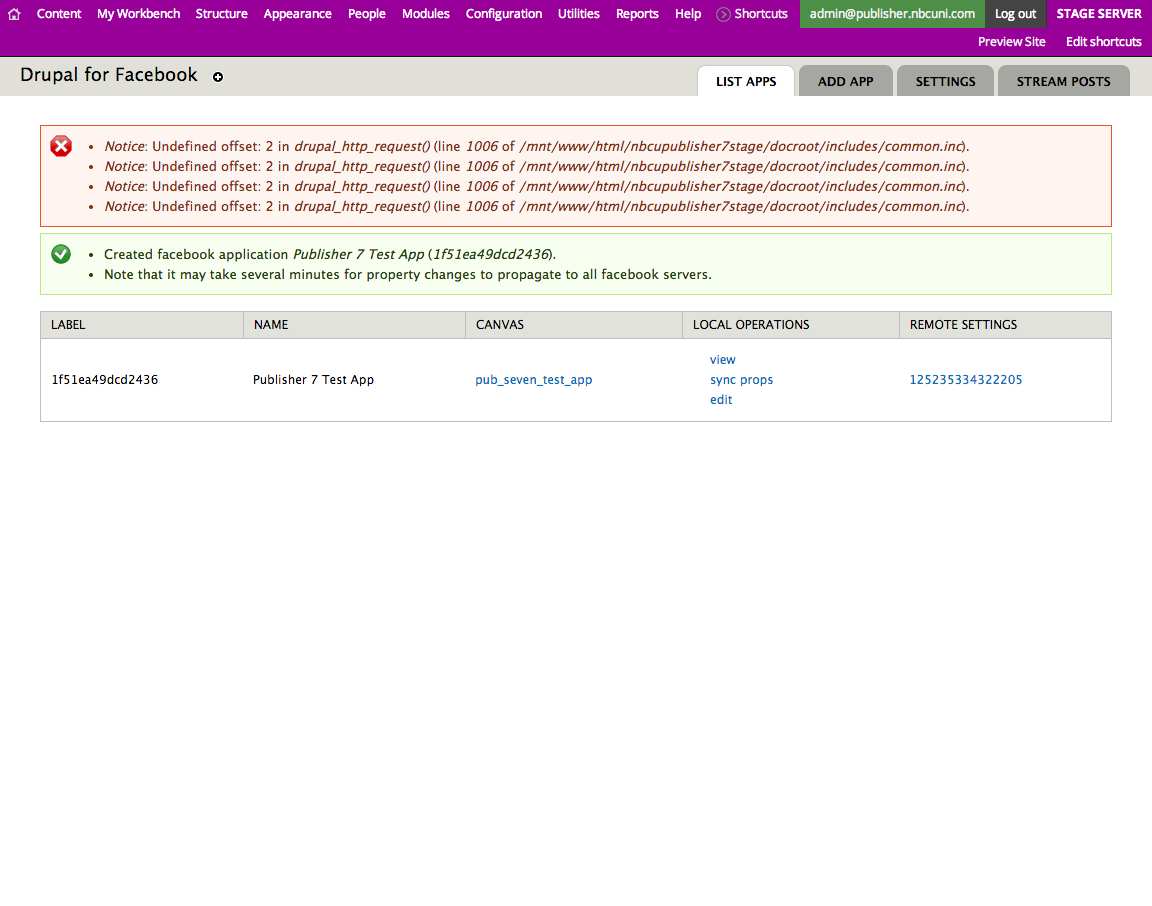 Content My Workbench Structure Appearance People Modules Configuration Utilities Reports Help Shortcuts admin@publisher.nbcuni.com Log out STAGE SERVER
Preview Site Edit shortcuts
Drupal for Facebook
LIST APPS ADD APP SETTINGS STREAM POSTS
• Notice: Undefined offset: 2 in drupal_http_request() (line 1006 of /mnt/www/html/nbcupublisher7stage/docroot/includes/common.inc).
• Notice: Undefined offset: 2 in drupal_http_request() (line 1006 of /mnt/www/html/nbcupublisher7stage/docroot/includes/common.inc).
• Notice: Undefined offset: 2 in drupal_http_request() (line 1006 of /mnt/www/html/nbcupublisher7stage/docroot/includes/common.inc).
• Notice: Undefined offset: 2 in drupal_http_request() (line 1006 of /mnt/www/html/nbcupublisher7stage/docroot/includes/common.inc).
• Created facebook application Publisher 7 Test App (1f51ea49dcd2436).
• Note that it may take several minutes for property changes to propagate to all facebook servers.
LABEL NAME CANVAS LOCAL OPERATIONS REMOTE SETTINGS
view
1f51ea49dcd2436 Publisher 7 Test App pub_seven_test_app sync props 125235334322205
edit